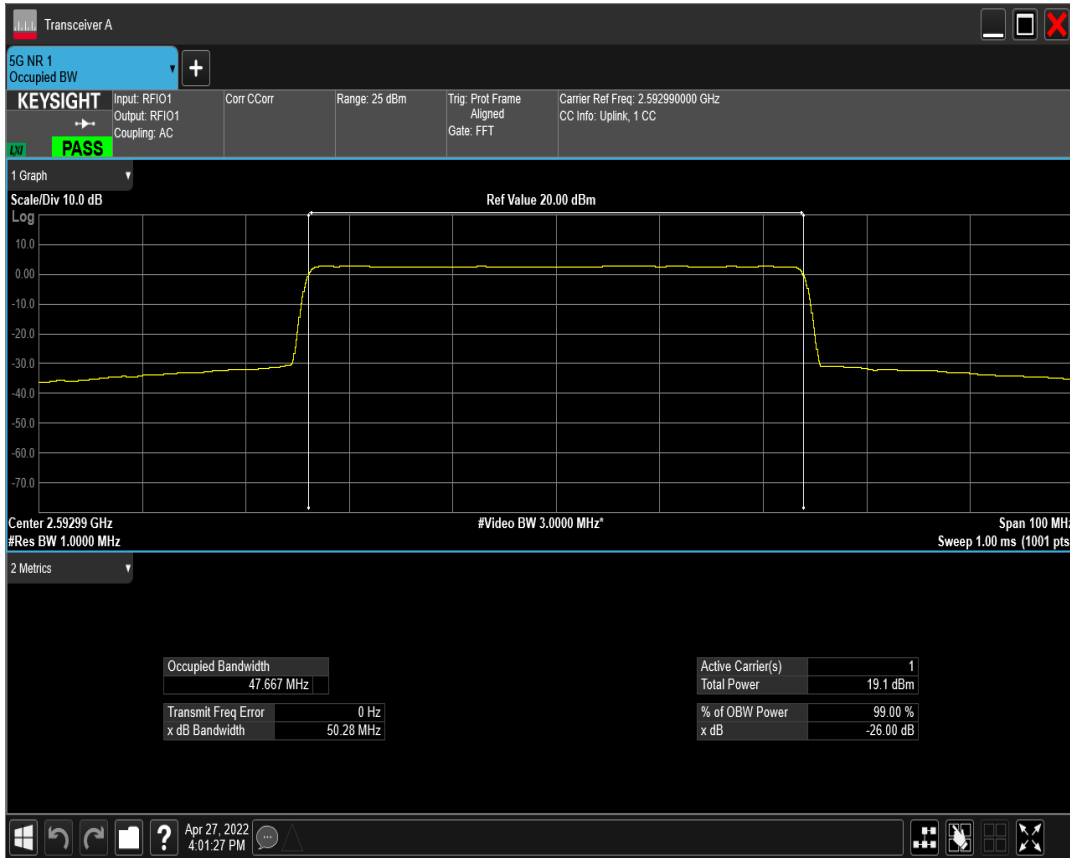 Transceiver A
5G NR 1
Occupied BW
+
KEYSIGHT
LXI
PASS
Input: RFIO1
Output: RFIO1
Coupling: AC
Corr CCorr
Range: 25 dBm
Trig: Prot Frame
Aligned
Gate: FFT
Carrier Ref Freq: 2.592990000 GHz
CC Info: Uplink, 1 CC
1 Graph
Scale/Div 10.0 dB
Ref Value 20.00 dBm
Log
10.0
0.00
-10.0
-20.0
-30.0
-40.0
-50.0
-60.0
-70.0
Center 2.59299 GHz
#Video BW 3.0000 MHz*
Span 100 MHz
#Res BW 1.0000 MHz
Sweep 1.00 ms (1001 pts
2 Metrics
Occupied Bandwidth
47.667 MHz
Transmit Freq Error 0 Hz
x dB Bandwidth 50.28 MHz
Active Carrier(s) 1
Total Power 19.1 dBm
% of OBW Power 99.00 %
x dB -26.00 dB
?
Apr 27, 2022
4:01:27 PM